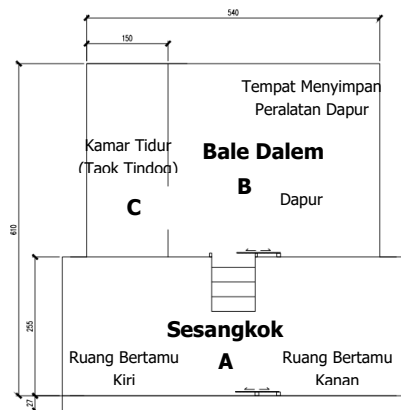 540
150
Tempat Menyimpan
Peralatan Dapur
Kamar Tidur
(Taok Tindog)
Bale Dalem
B
Dapur
C
610
255
Sesangkok
A
Ruang Bertamu
Kiri
Ruang Bertamu
Kanan
27